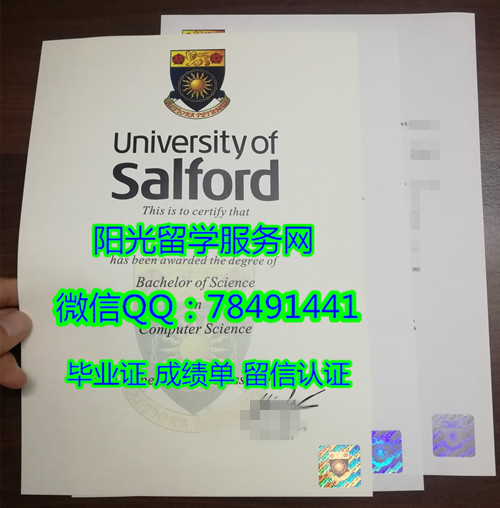 University of
Salford
This is to certify that
阳光留学服务网
has been awarded the degree of
Bachelor of Science
微信QQ：78491441
Computer Science
毕业证.成绩单.留信认证